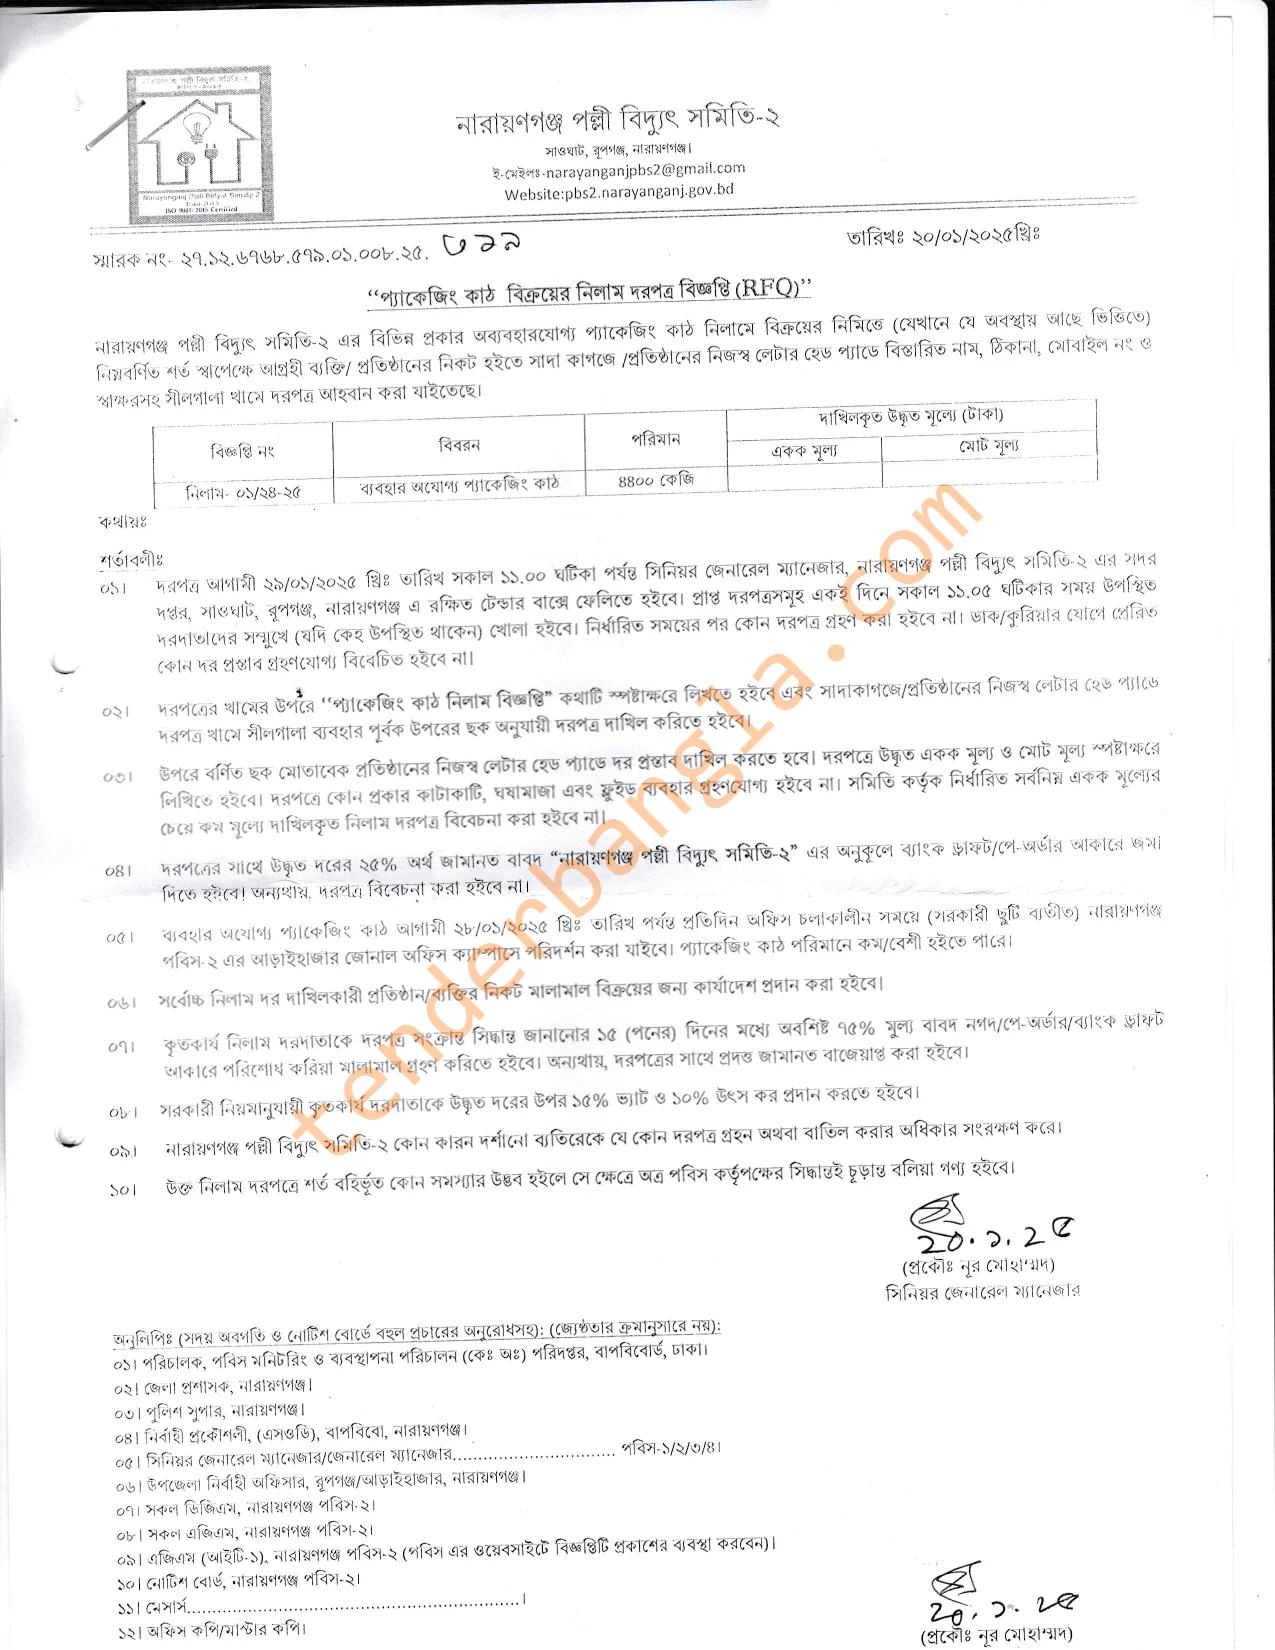 নারায়ণগঞ্জ পল্লী বিদ্যুৎ সমিতি-২
Narayanganj Palli Bidyut Samity-2
ISO 9001: 2015 Certified
নারায়ণগঞ্জ পল্লী বিদ্যুৎ সমিতি-২
সাওঘাট, রূপগঞ্জ, নারায়ণগঞ্জ।
ই-মেইলঃ-narayanganjpbs2@gmail.com
Website:pbs2.narayanganj.gov.bd
স্মারক নং- ২৭.১২.৬৭৬৮.৫৭৯.০১.০০৮.২৫. ৩১৯
তারিখঃ ২০/০১/২০২৫খ্রিঃ
“প্যাকেজিং কাঠ বিক্রয়ের নিলাম দরপত্র বিজ্ঞপ্তি (RFQ)”
নারায়ণগঞ্জ পল্লী বিদ্যুৎ সমিতি-২ এর বিভিন্ন প্রকার অব্যবহারযোগ্য প্যাকেজিং কাঠ নিলামে বিক্রয়ের নিমিত্তে (যেখানে যে অবস্থায় আছে ভিত্তিতে)
নিম্নবর্ণিত শর্ত স্বাপেক্ষে আগ্রহী ব্যক্তি/ প্রতিষ্ঠানের নিকট হইতে সাদা কাগজে /প্রতিষ্ঠানের নিজস্ব লেটার হেড প্যাডে বিস্তারিত নাম, ঠিকানা, মোবাইল নং ও
স্বাক্ষরসহ সীলগালা খামে দরপত্র আহবান করা যাইতেছে।
বিজ্ঞপ্তি নং
বিবরন
পরিমান
দাখিলকৃত উদ্ধৃত মূল্যে (টাকা)
একক মূল্য
মোট মূল্য
নিলাম- ০১/২৪-২৫
ব্যবহার অযোগ্য প্যাকেজিং কাঠ
৪৪০০ কেজি
কথায়ঃ
শর্তাবলীঃ
০১। দরপত্র আগামী ২৯/০১/২০২৫ খ্রিঃ তারিখ সকাল ১১.০০ ঘটিকা পর্যন্ত সিনিয়র জেনারেল ম্যানেজার, নারায়ণগঞ্জ পল্লী বিদ্যুৎ সমিতি-২ এর সদর
দপ্তর, সাওঘাট, রূপগঞ্জ, নারায়ণগঞ্জ এ রক্ষিত টেন্ডার বাক্সে ফেলিতে হইবে। প্রাপ্ত দরপত্রসমূহ একই দিনে সকাল ১১.০৫ ঘটিকার সময় উপস্থিত
দরদাতাদের সম্মুখে (যদি কেহ উপস্থিত থাকেন) খোলা হইবে। নির্ধারিত সময়ের পর কোন দরপত্র গ্রহণ করা হইবে না। ডাক/কুরিয়ার যোগে প্রেরিত
কোন দর প্রস্তাব গ্রহণযোগ্য বিবেচিত হইবে না।
০২। দরপত্রের খামের উপরে “প্যাকেজিং কাঠ নিলাম বিজ্ঞপ্তি” কথাটি স্পষ্টাক্ষরে লিখতে হইবে এবং সাদাকাগজে/প্রতিষ্ঠানের নিজস্ব লেটার হেড প্যাডে
দরপত্র খামে সীলগালা ব্যবহার পূর্বক উপরের ছক অনুযায়ী দরপত্র দাখিল করিতে হইবে।
০৩। উপরে বর্ণিত ছক মোতাবেক প্রতিষ্ঠানের নিজস্ব লেটার হেড প্যাডে দর প্রস্তাব দাখিল করতে হবে। দরপত্রে উদ্ধৃত একক মূল্য ও মোট মূল্য স্পষ্টাক্ষরে
লিখিতে হইবে। দরপত্রে কোন প্রকার কাটাকাটি, ঘষামাজা এবং ফ্লুইড ব্যবহার গ্রহণযোগ্য হইবে না। সমিতি কর্তৃক নির্ধারিত সর্বনিম্ন একক মূল্যের
চেয়ে কম মূল্যে দাখিলকৃত নিলাম দরপত্র বিবেচনা করা হইবে না।
০৪। দরপত্রের সাথে উদ্ধৃত দরের ২৫% অর্থ জামানত বাবদ “নারায়ণগঞ্জ পল্লী বিদ্যুৎ সমিতি-২” এর অনুকূলে ব্যাংক ড্রাফট/পে-অর্ডার আকারে জমা
দিতে হইবে। অন্যথায়, দরপত্র বিবেচনা করা হইবে না।
০৫। ব্যবহার অযোগ্য প্যাকেজিং কাঠ আগামী ২৮/০১/২০২৫ খ্রিঃ তারিখ পর্যন্ত প্রতিদিন অফিস চলাকালীন সময়ে (সরকারী ছুটি ব্যতীত) নারায়ণগঞ্জ
পবিস-২ এর আড়াইহাজার জোনাল অফিস ক্যাম্পাসে পরিদর্শন করা যাইবে। প্যাকেজিং কাঠ পরিমানে কম/বেশী হইতে পারে।
০৬। সর্বোচ্চ নিলাম দর দাখিলকারী প্রতিষ্ঠান/ব্যক্তির নিকট মালামাল বিক্রয়ের জন্য কার্যাদেশ প্রদান করা হইবে।
০৭। কৃতকার্য নিলাম দরদাতাকে দরপত্র সংক্রান্ত সিদ্ধান্ত জানানোর ১৫ (পনের) দিনের মধ্যে অবশিষ্ট ৭৫% মূল্য বাবদ নগদ/পে-অর্ডার/ব্যাংক ড্রাফট
আকারে পরিশোধ করিয়া মালামাল গ্রহণ করিতে হইবে। অন্যথায়, দরপত্রের সাথে প্রদত্ত জামানত বাজেয়াপ্ত করা হইবে।
০৮। সরকারী নিয়মানুযায়ী কৃতকার্য দরদাতাকে উদ্ধৃত দরের উপর ১৫% ভ্যাট ও ১০% উৎস কর প্রদান করতে হইবে।
০৯। নারায়ণগঞ্জ পল্লী বিদ্যুৎ সমিতি-২ কোন কারন দর্শানো ব্যতিরেকে যে কোন দরপত্র গ্রহন অথবা বাতিল করার অধিকার সংরক্ষণ করে।
১০। উক্ত নিলাম দরপত্রে শর্ত বহির্ভূত কোন সমস্যার উদ্ভব হইলে সে ক্ষেত্রে অত্র পবিস কর্তৃপক্ষের সিদ্ধান্তই চূড়ান্ত বলিয়া গণ্য হইবে।
tenderbangla.com
২০.১.২৫
(প্রকৌঃ নূর মোহাম্মদ)
সিনিয়র জেনারেল ম্যানেজার
অনুলিপিঃ (সদয় অবগতি ও নোটিশ বোর্ডে বহুল প্রচারের অনুরোধসহ): (জ্যেষ্ঠতার ক্রমানুসারে নয়):
০১। পরিচালক, পবিস মনিটরিং ও ব্যবস্থাপনা পরিচালন (কেঃ অঃ) পরিদপ্তর, বাপবিবোর্ড, ঢাকা।
০২। জেলা প্রশাসক, নারায়ণগঞ্জ।
০৩। পুলিশ সুপার, নারায়ণগঞ্জ।
০৪। নির্বাহী প্রকৌশলী, (এসওডি), বাপবিবো, নারায়ণগঞ্জ।
০৫। সিনিয়র জেনারেল ম্যানেজার/জেনারেল ম্যানেজার................................ পবিস-১/২/৩/৪।
০৬। উপজেলা নির্বাহী অফিসার, রূপগঞ্জ/আড়াইহাজার, নারায়ণগঞ্জ।
০৭। সকল ডিজিএম, নারায়ণগঞ্জ পবিস-২।
০৮। সকল এজিএম, নারায়ণগঞ্জ পবিস-২।
০৯। এজিএম (আইটি-১), নারায়ণগঞ্জ পবিস-২ (পবিস এর ওয়েবসাইটে বিজ্ঞপ্তিটি প্রকাশের ব্যবস্থা করবেন)।
১০। নোটিশ বোর্ড, নারায়ণগঞ্জ পবিস-২।
১১। মেসার্স................................................................।
১২। অফিস কপি/মাস্টার কপি।
২০.১.২৫
(প্রকৌঃ নূর মোহাম্মদ)